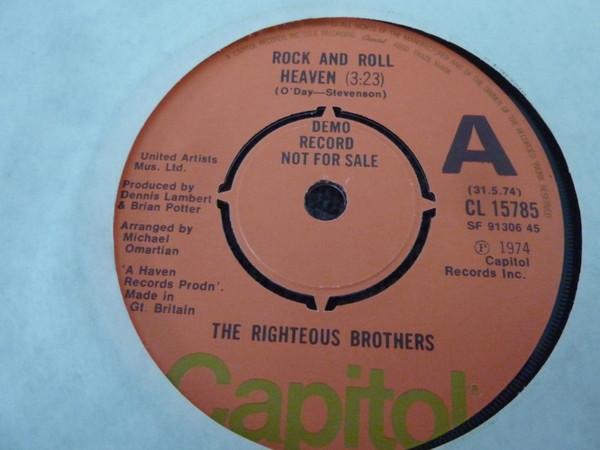 ROCK AND ROLL
HEAVEN (3:23)
(O'Day—Stevenson)
DEMO
RECORD
NOT FOR SALE
A
United Artists
Mus. Ltd.
Produced by
Dennis Lambert
& Brian Potter
Arranged by
Michael
Omartian
'A Haven
Records Prodn'.
Made in
Gt. Britain
(31.5.74)
CL 15785
SF 91306 45
Ⓟ 1974
Capitol
Records Inc.
THE RIGHTEOUS BROTHERS
Capitol